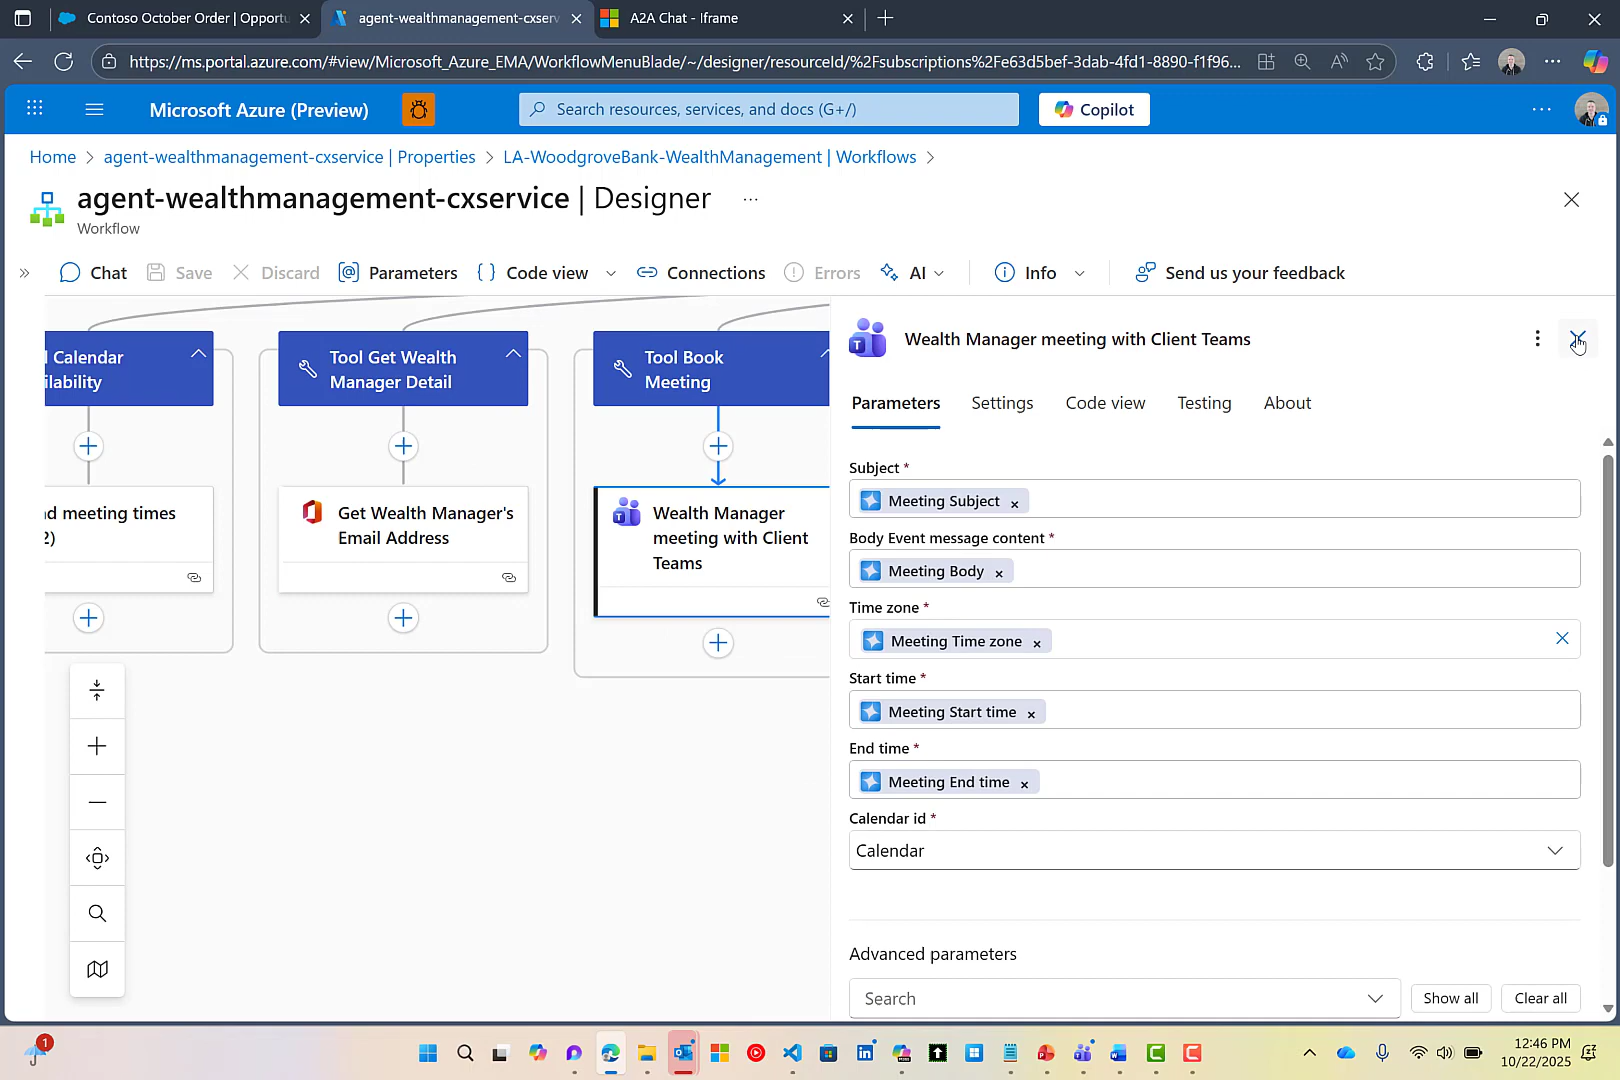 Contoso October Order | Opportu
agent-wealthmanagement-cxserv
A2A Chat - Iframe
https://ms.portal.azure.com/#view/Microsoft_Azure_EMA/WorkflowMenuBlade/~/designer/resourceId/%2Fsubscriptions%2Fe63d5bef-3dab-4fd1-8890-f1f96...
Microsoft Azure (Preview)
Search resources, services, and docs (G+/)
Copilot
Home > agent-wealthmanagement-cxservice | Properties > LA-WoodgroveBank-WealthManagement | Workflows >
agent-wealthmanagement-cxservice | Designer
Workflow
Chat
Save
Discard
Parameters
Code view
Connections
Errors
AI
Info
Send us your feedback
l Calendar
ilability
Tool Get Wealth
Manager Detail
Tool Book
Meeting
d meeting times
2)
Get Wealth Manager's
Email Address
Wealth Manager
meeting with Client
Teams
Wealth Manager meeting with Client Teams
Parameters
Settings
Code view
Testing
About
Subject *
Meeting Subject ×
Body Event message content *
Meeting Body ×
Time zone *
Meeting Time zone ×
Start time *
Meeting Start time ×
End time *
Meeting End time ×
Calendar id *
Calendar
Advanced parameters
Search
Show all
Clear all
1
12:46 PM
10/22/2025